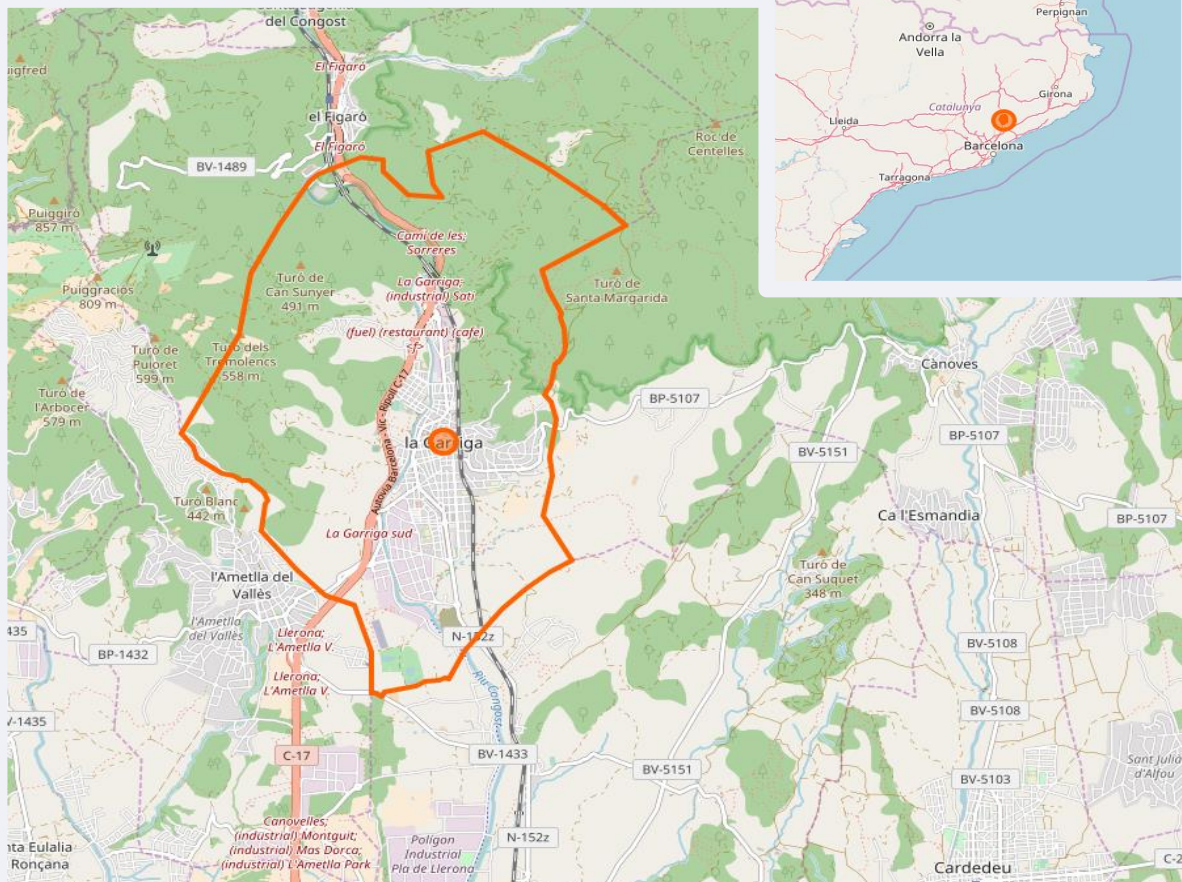 del Congost
El Figaró
el Figaró
El Figaró
BV-1489
Roc de
Centelles
Puiggiró
857 m
Camí de les;
Sorreres
Turó de
Can Sunyer
491 m
La Garriga;
(industrial) Sati
Turó de
Santa Margarida
Puiggraciós
809 m
(fuel) (restaurant) (cafe)
Turó de
Puioret
599 m
Turó dels
Tremolencs
558 m
Turó de
l'Arbocer
579 m
Autovia Barcelona - Vic - Ripoll C-17
la Garriga
BP-5107
Cànoves
BP-5107
BV-5151
Turó Blanc
442 m
La Garriga sud
Ca l'Esmandia
BP-5107
l'Ametlla del
Vallès
l'Ametlla
del Vallès
Turó de
Can Suquet
348 m
435
BP-1432
Llerona;
L'Ametlla V.
N-152z
BV-5108
Llerona;
L'Ametlla V.
Riu Congost
V-1435
BV-5108
C-17
BV-1433
BV-5151
BV-5103
Sant Julià
d'Alfou
Canovelles;
(industrial) Montguit;
(industrial) Mas Dorca;
(industrial) L'Ametlla Park
nta Eulalia
Ronçana
Polígon
Industrial
Pla de Llerona
N-152z
Cardedeu
C-2
Perpignan
Andorra la
Vella
Girona
Catalunya
Lleida
Barcelona
Tarragona